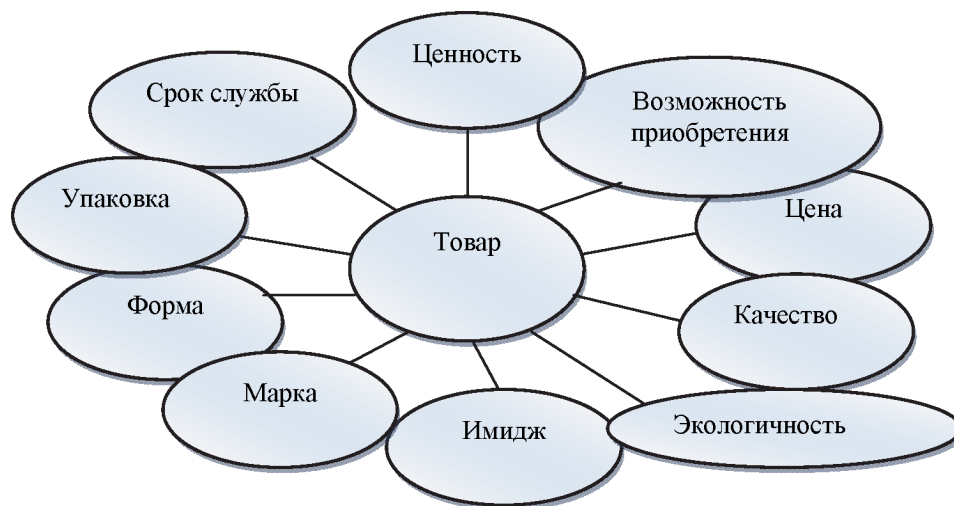 Ценность
Срок службы
Возможность
приобретения
Упаковка
Цена
Товар
Форма
Качество
Марка
Имидж
Экологичность